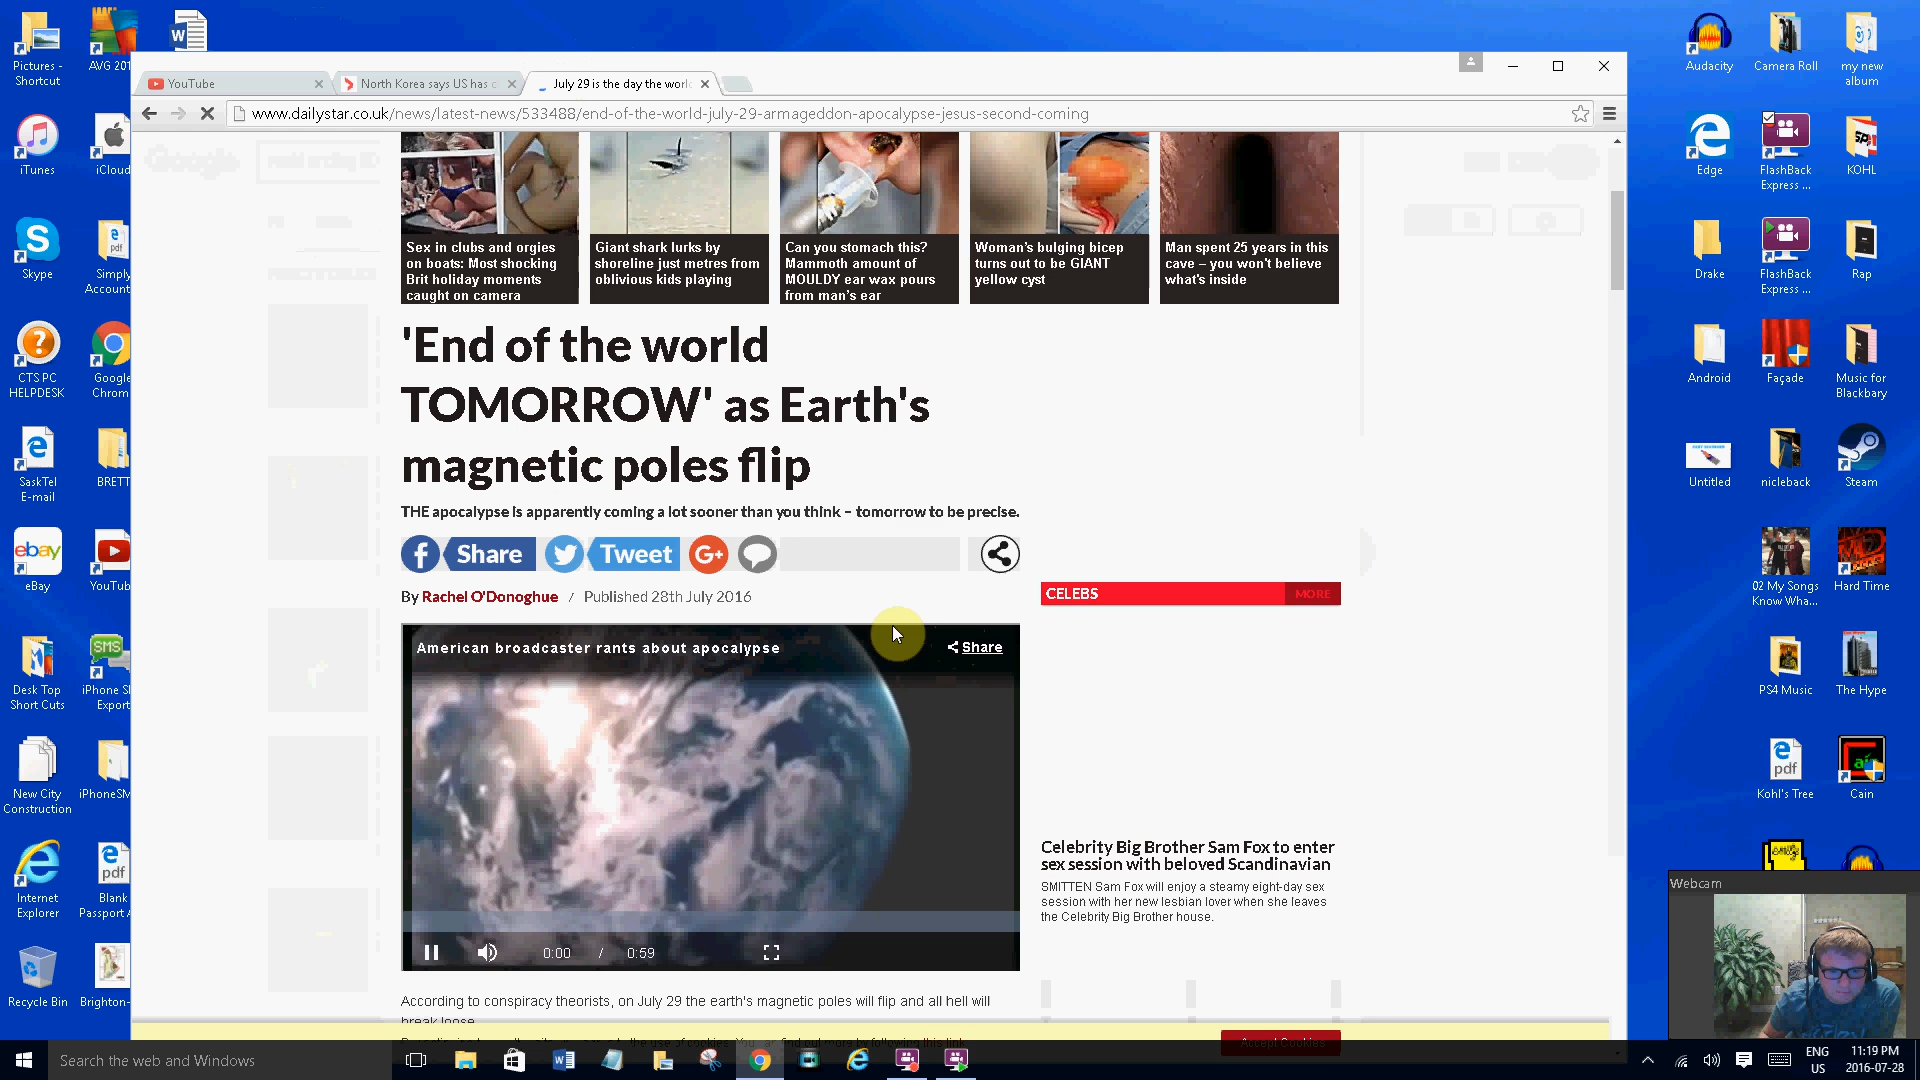 Pictures -
Shortcut
AVG 201
iTunes
iCloud
Skype
Simply
Account...
CTS PC
HELPDESK
Google
Chrom
SaskTel
E-mail
BRETT
eBay
YouTub
Desk Top
Short Cuts
iPhone S
Export
New City
Construction
iPhoneSM
Internet
Explorer
Blank
Passport A
Recycle Bin
Brighton-
YouTube
North Korea says US has c
July 29 is the day the worl
www.dailystar.co.uk/news/latest-news/533488/end-of-the-world-july-29-armageddon-apocalypse-jesus-second-coming
Sex in clubs and orgies
on boats: Most shocking
Brit holiday moments
caught on camera
Giant shark lurks by
shoreline just metres from
oblivious kids playing
Can you stomach this?
Mammoth amount of
MOULDY ear wax pours
from man's ear
Woman's bulging bicep
turns out to be GIANT
yellow cyst
Man spent 25 years in this
cave – you won't believe
what's inside
'End of the world
TOMORROW' as Earth's
magnetic poles flip
THE apocalypse is apparently coming a lot sooner than you think – tomorrow to be precise.
Share
Tweet
G+
By Rachel O'Donoghue / Published 28th July 2016
American broadcaster rants about apocalypse
Share
0:00 / 0:59
According to conspiracy theorists, on July 29 the earth's magnetic poles will flip and all hell will
break loose
CELEBS
MORE
Celebrity Big Brother Sam Fox to enter
sex session with beloved Scandinavian
SMITTEN Sam Fox will enjoy a steamy eight-day sex
session with her new lesbian lover when she leaves
the Celebrity Big Brother house.
Accept Cookies
Audacity
Camera Roll
my new
album
Edge
FlashBack
Express ...
KOHL
Drake
FlashBack
Express ...
Rap
Android
Façade
Music for
Blackbary
Untitled
nicleback
Steam
02 My Songs
Know Wha...
Hard Time
PS4 Music
The Hype
Kohl's Tree
Cain
Webcam
Search the web and Windows
ENG
US
11:19 PM
2016-07-28